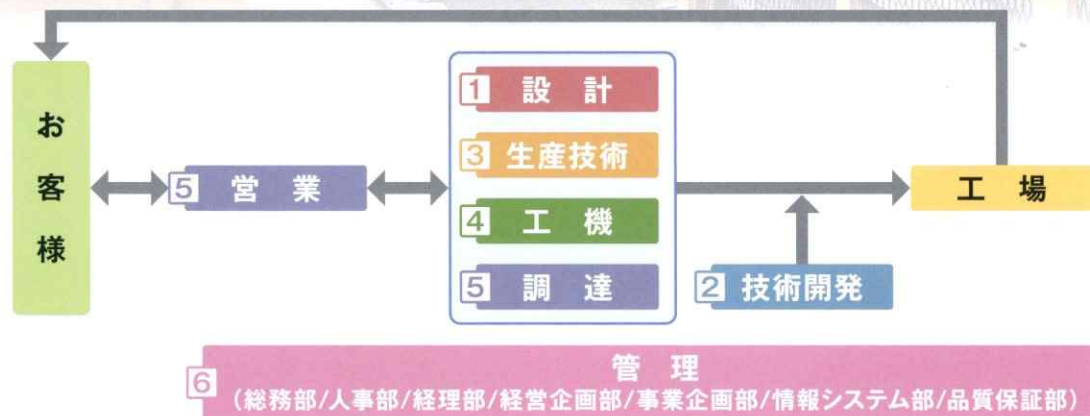 お客様
5 営業
1 設計
3 生産技術
4 工機
5 調達
2 技術開発
工場
6 管理
(総務部/人事部/経理部/経営企画部/事業企画部/情報システム部/品質保証部)